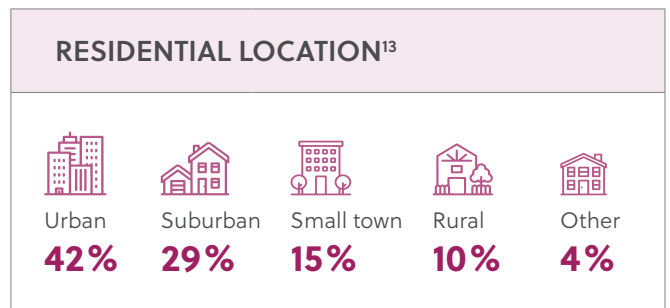 RESIDENTIAL LOCATION¹³
Urban Suburban Small town Rural Other
42% 29% 15% 10% 4%